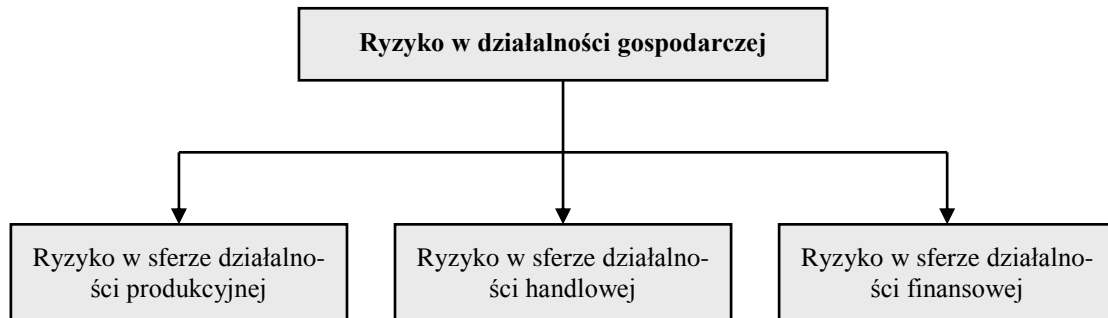 Ryzyko w działalności gospodarczej
Ryzyko w sferze działalno-
ści produkcyjnej
Ryzyko w sferze działalno-
ści handlowej
Ryzyko w sferze działalno-
ści finansowej